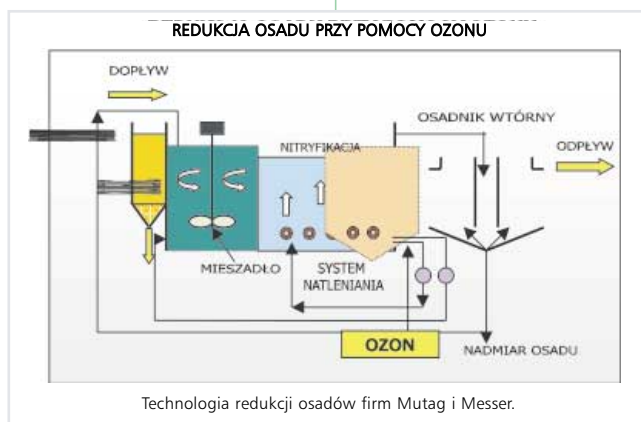 REDUKCJA OSADU PRZY POMOCY OZONU
DOPŁYW
OSADNIK WTÓRNY
NITRYFIKACJA
ODPŁYW
MIESZADŁO
SYSTEM
NATLENIANIA
OZON
NADMIAR OSADU
Technologia redukcji osadów firm Mutag i Messer.